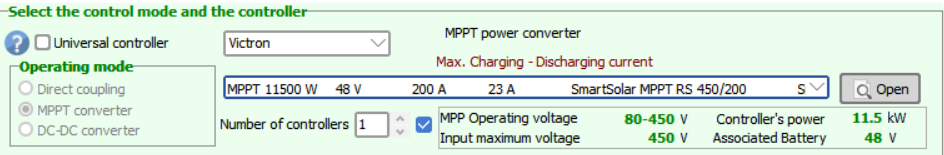 Select the control mode and the controller
Universal controller
Victron
MPPT power converter
Operating mode
Max. Charging - Discharging current
Direct coupling
MPPT 11500 W 48 V 200 A 23 A SmartSolar MPPT RS 450/200 S
Open
MPPT converter
DC-DC converter
Number of controllers 1
MPP Operating voltage 80-450 V Controller's power 11.5 kW
Input maximum voltage 450 V Associated Battery 48 V